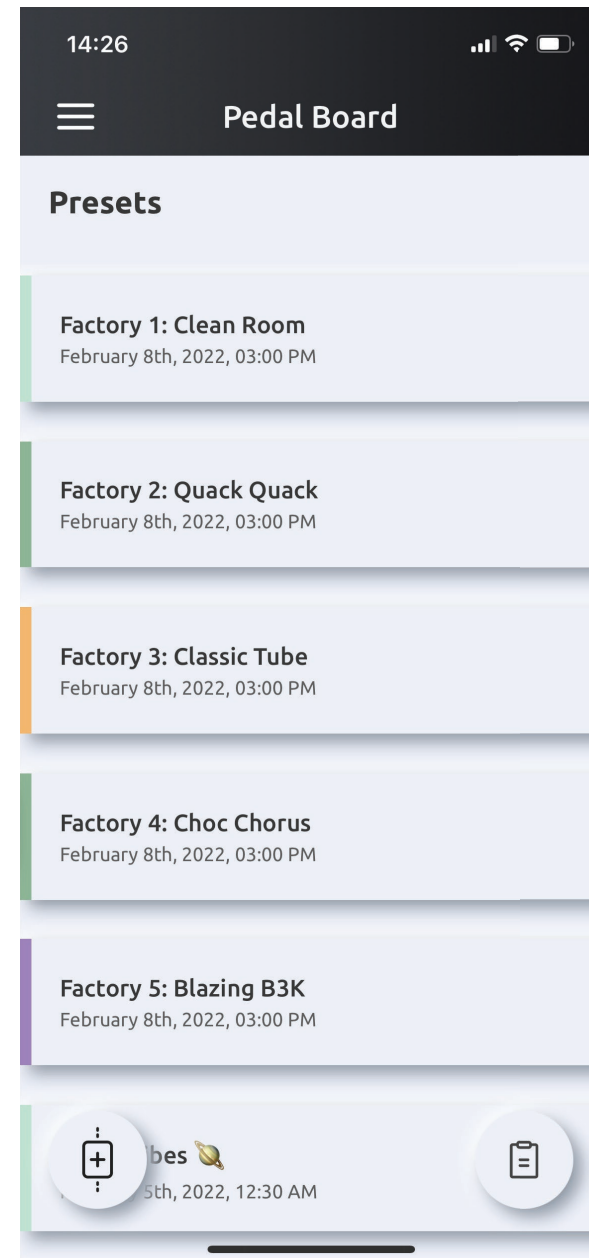 14:26
Pedal Board
Presets
Factory 1: Clean Room
February 8th, 2022, 03:00 PM
Factory 2: Quack Quack
February 8th, 2022, 03:00 PM
Factory 3: Classic Tube
February 8th, 2022, 03:00 PM
Factory 4: Choc Chorus
February 8th, 2022, 03:00 PM
Factory 5: Blazing B3K
February 8th, 2022, 03:00 PM
🪐
2022, 12:30 AM